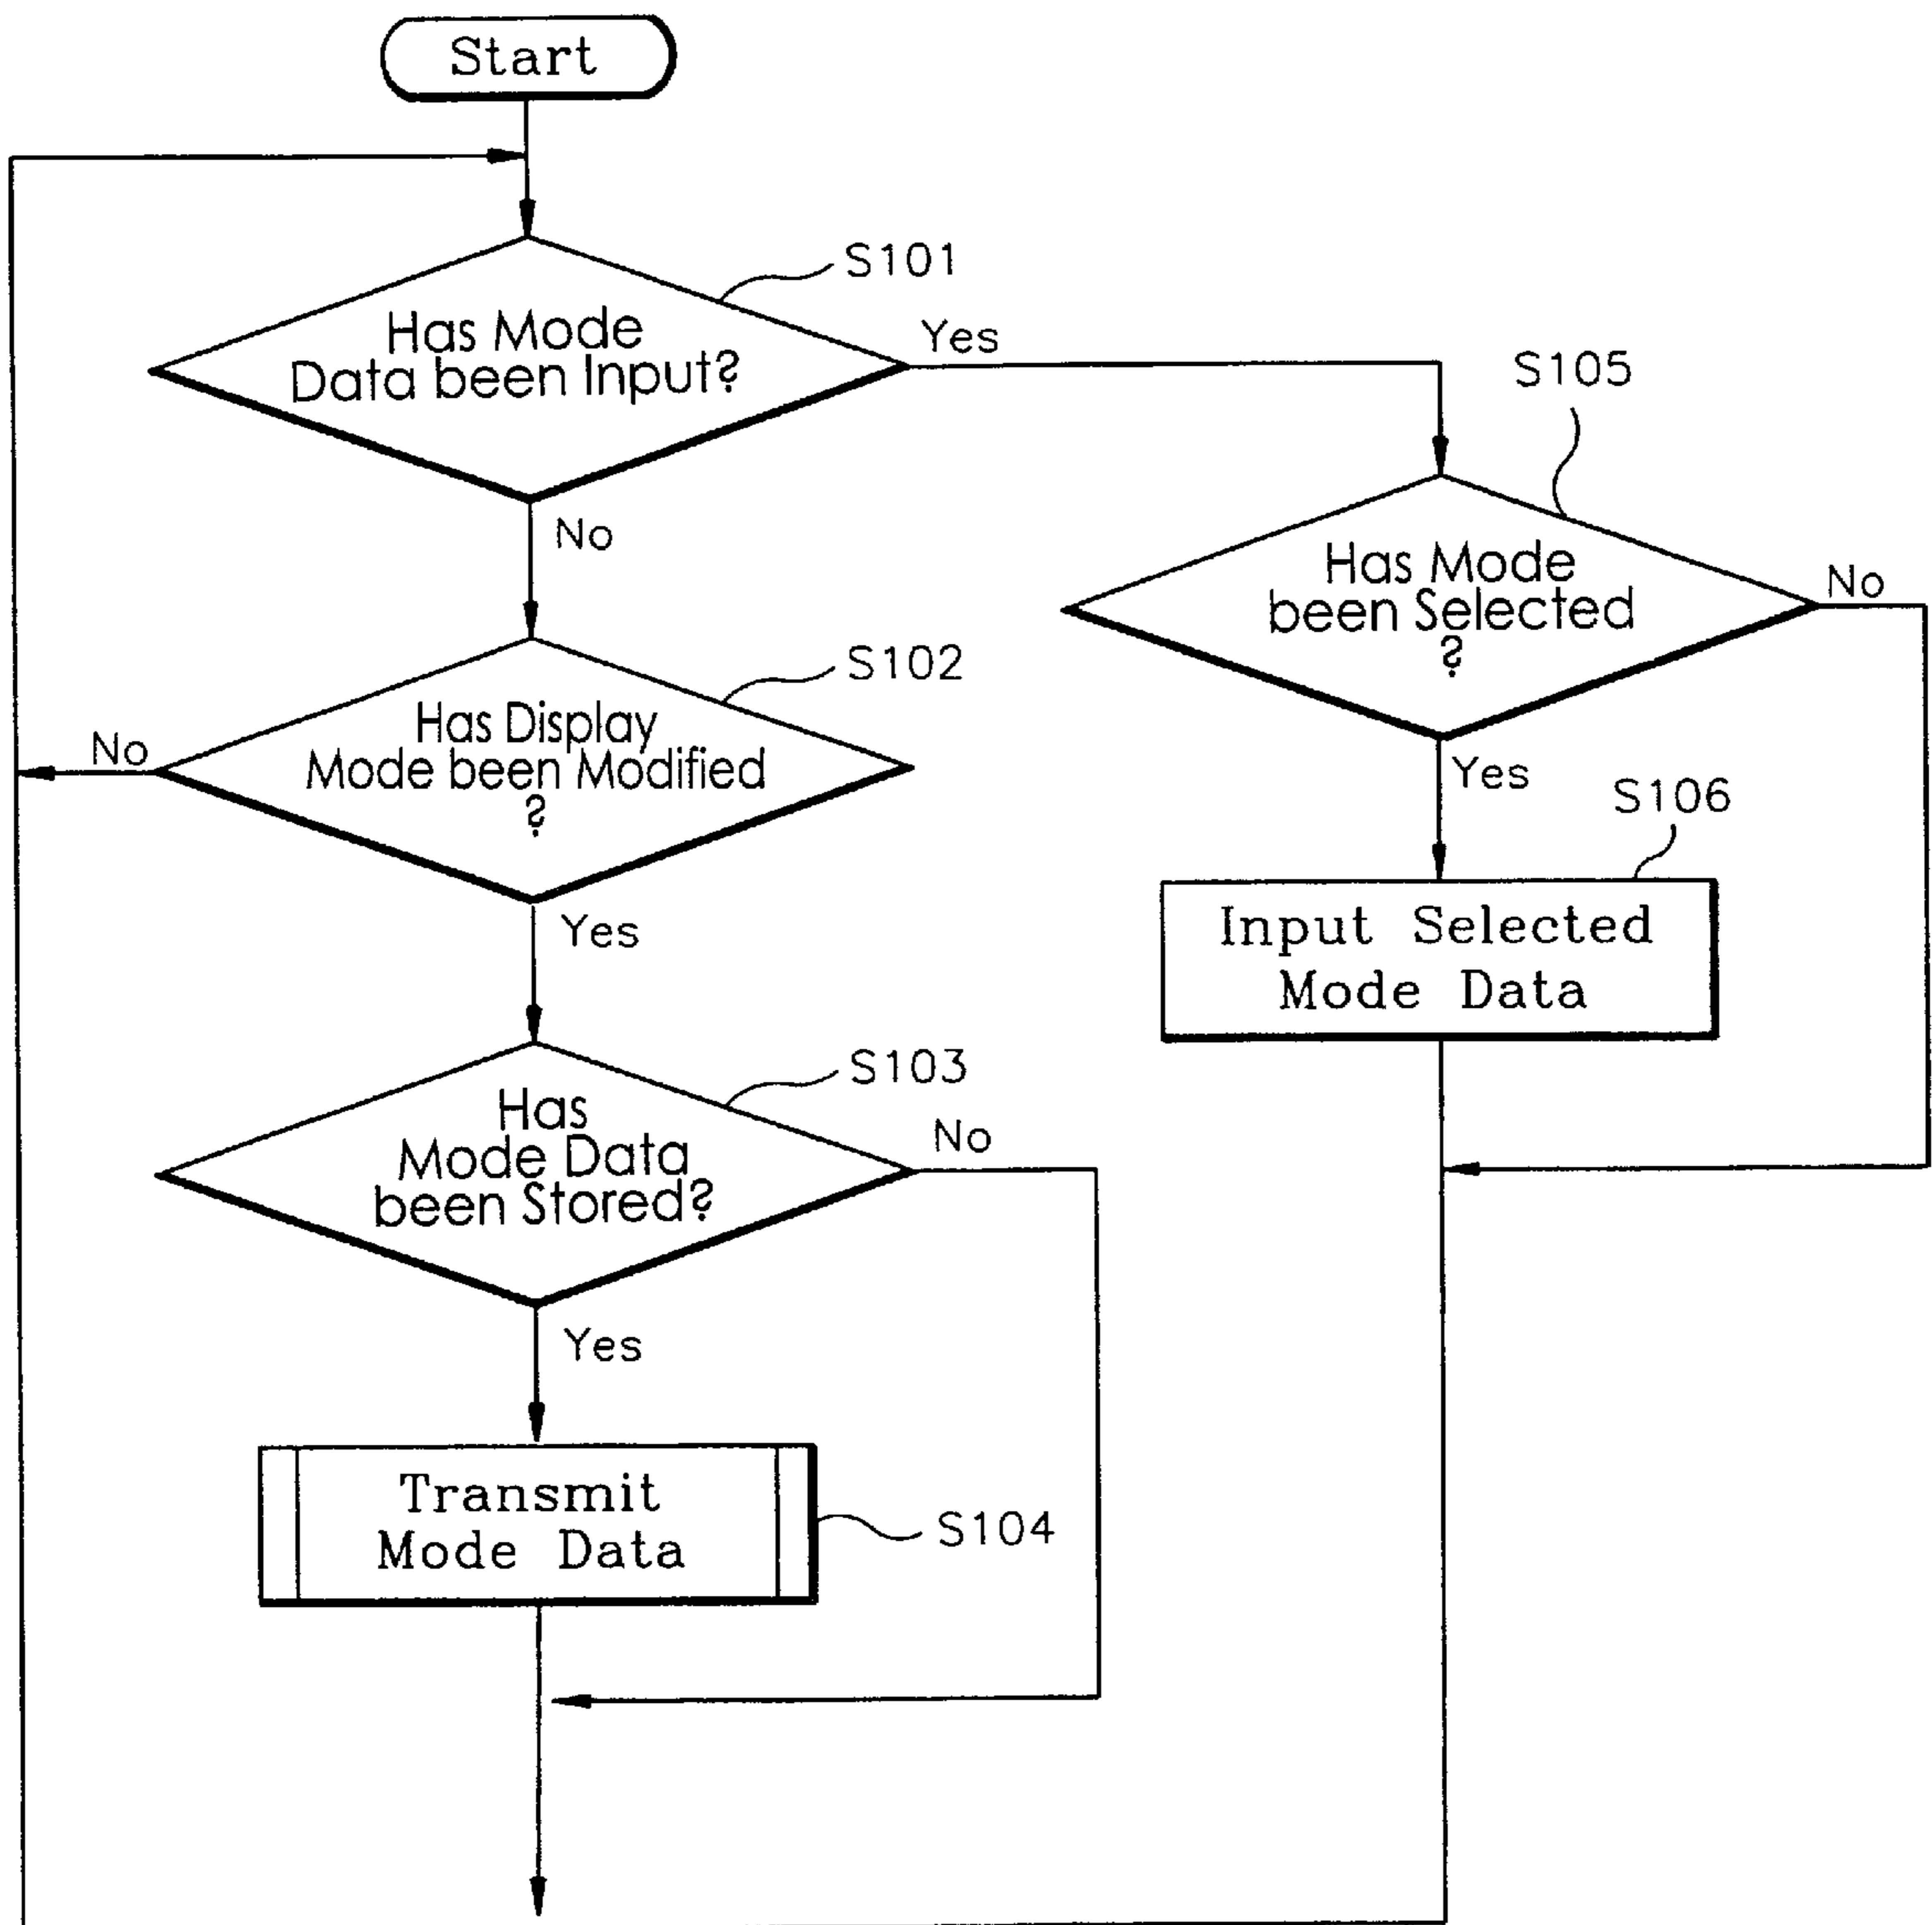 Start
S101
Has Mode
Data been Input?
Yes
No
S105
Has Mode
been Selected
?
No
Yes
S102
Has Display
Mode been Modified
?
No
Yes
S106
Input Selected
Mode Data
S103
Has
Mode Data
been Stored?
No
Yes
Transmit
Mode Data
S104